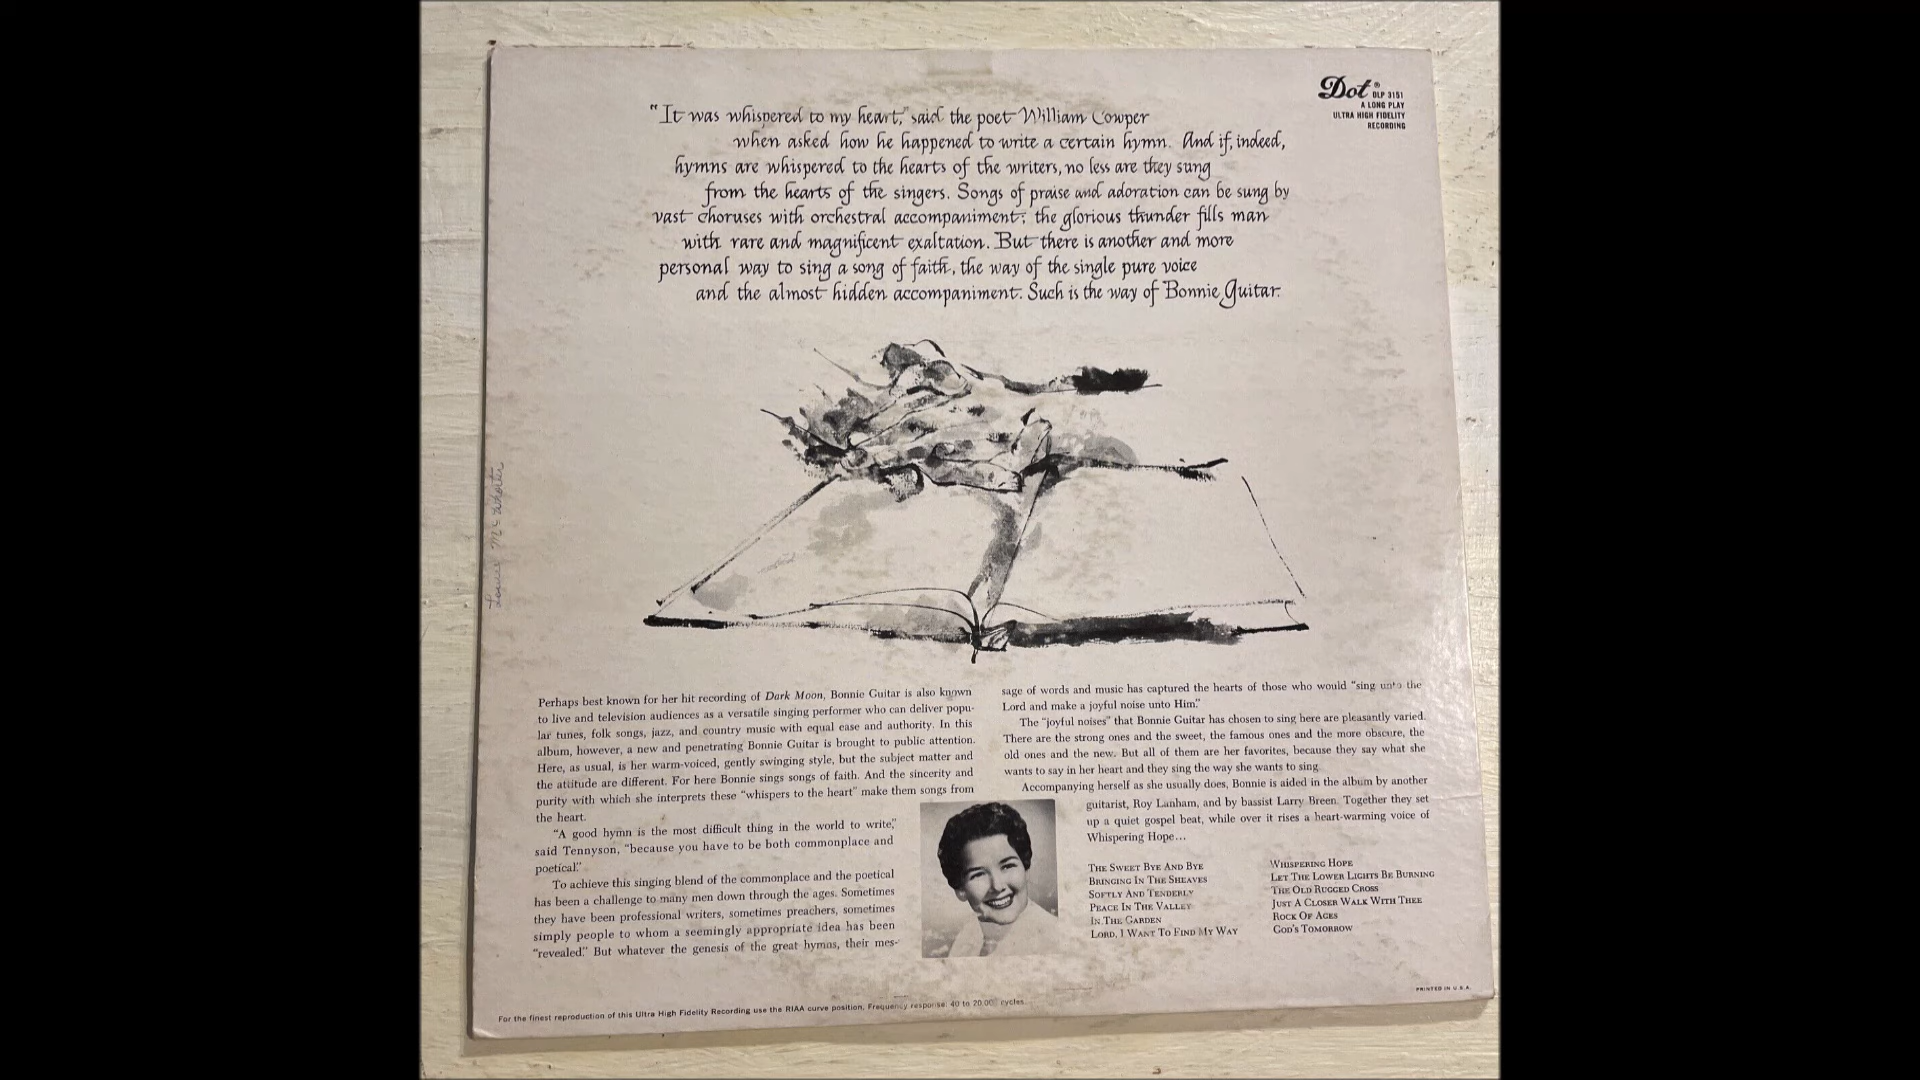 "It was whispered to my heart," said the poet William Cowper
when asked how he happened to write a certain hymn. And if, indeed,
hymns are whispered to the hearts of the writers, no less are they sung
from the hearts of the singers. Songs of praise and adoration can be sung by
vast choruses with orchestral accompaniment; the glorious thunder fills man
with rare and magnificent exaltation. But there is another and more
personal way to sing a song of faith, the way of the single pure voice
and the almost hidden accompaniment. Such is the way of Bonnie Guitar.
Dot®
DLP 3151
A LONG PLAY
ULTRA HIGH FIDELITY
RECORDING
Perhaps best known for her hit recording of Dark Moon, Bonnie Guitar is also known
to live and television audiences as a versatile singing performer who can deliver popu-
lar tunes, folk songs, jazz, and country music with equal ease and authority. In this
album, however, a new and penetrating Bonnie Guitar is brought to public attention.
Here, as usual, is her warm-voiced, gently swinging style, but the subject matter and
the attitude are different. For here Bonnie sings songs of faith. And the sincerity and
purity with which she interprets these "whispers to the heart" make them songs from
the heart.
"A good hymn is the most difficult thing in the world to write,"
said Tennyson, "because you have to be both commonplace and
poetical."
To achieve this singing blend of the commonplace and the poetical
has been a challenge to many men down through the ages. Sometimes
they have been professional writers, sometimes preachers, sometimes
simply people to whom a seemingly appropriate idea has been
"revealed." But whatever the genesis of the great hymns, their mes-
sage of words and music has captured the hearts of those who would "sing unto the
Lord and make a joyful noise unto Him."
The "joyful noises" that Bonnie Guitar has chosen to sing here are pleasantly varied.
There are the strong ones and the sweet, the famous ones and the more obscure, the
old ones and the new. But all of them are her favorites, because they say what she
wants to say in her heart and they sing the way she wants to sing.
Accompanying herself as she usually does, Bonnie is aided in the album by another
guitarist, Roy Lanham, and by bassist Larry Breen. Together they set
up a quiet gospel beat, while over it rises a heart-warming voice of
Whispering Hope...
THE SWEET BYE AND BYE
BRINGING IN THE SHEAVES
SOFTLY AND TENDERLY
PEACE IN THE VALLEY
IN THE GARDEN
LORD, I WANT TO FIND MY WAY
WHISPERING HOPE
LET THE LOWER LIGHTS BE BURNING
THE OLD RUGGED CROSS
JUST A CLOSER WALK WITH THEE
ROCK OF AGES
GOD'S TOMORROW
PRINTED IN U.S.A.
For the finest reproduction of this Ultra High Fidelity Recording use the RIAA curve position. Frequency response: 40 to 20,000 cycles.